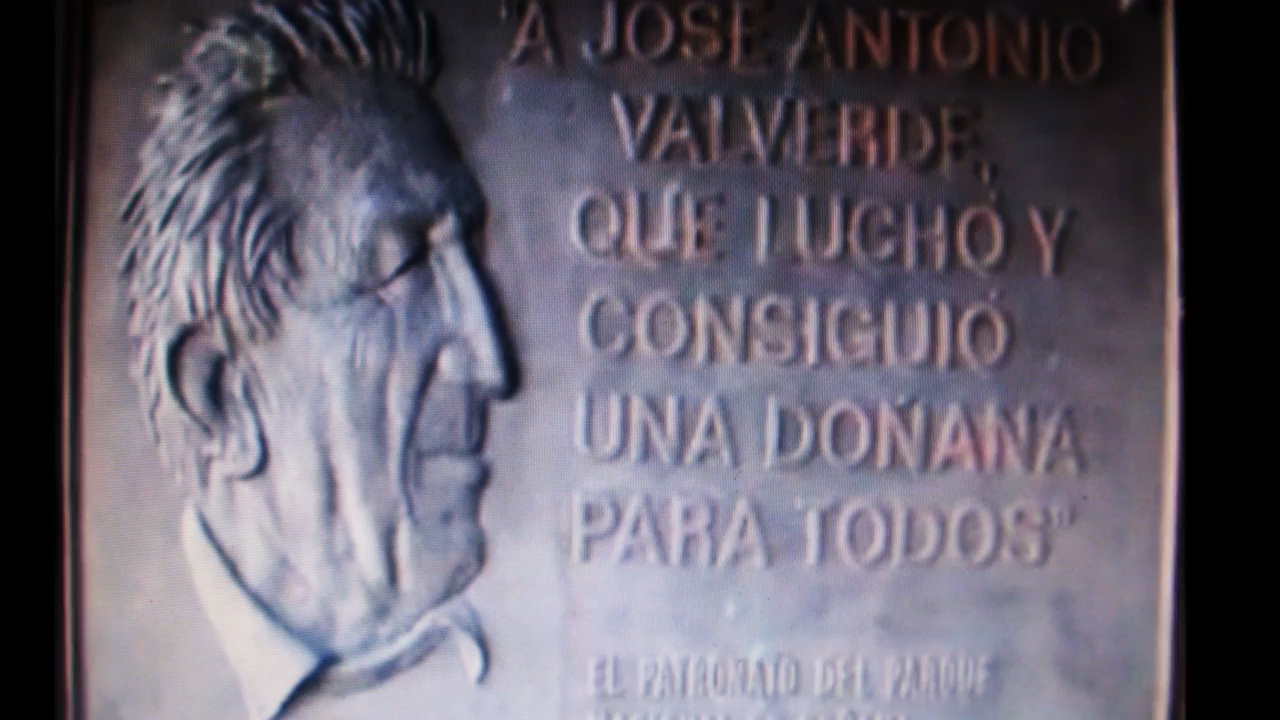 "A JOSÉ ANTONIO
VALVERDE,
QUE LUCHÓ Y
CONSIGUIÓ
UNA DOÑANA
PARA TODOS"
EL PATRONATO DEL PARQUE